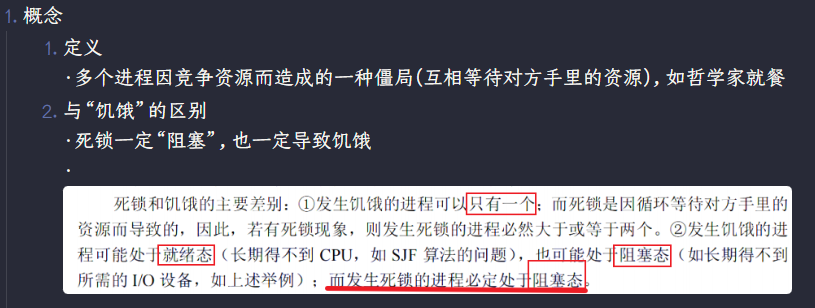 1. 概念
1. 定义
·多个进程因竞争资源而造成的一种僵局(互相等待对方手里的资源),如哲学家就餐
2. 与“饥饿”的区别
·死锁一定“阻塞”,也一定导致饥饿
·
死锁和饥饿的主要差别:①发生饥饿的进程可以只有一个;而死锁是因循环等待对方手里的
资源而导致的,因此,若有死锁现象,则发生死锁的进程必然大于或等于两个。②发生饥饿的进
程可能处于就绪态(长期得不到 CPU,如 SJF 算法的问题),也可能处于阻塞态(如长期得不到
所需的 I/O 设备,如上述举例);而发生死锁的进程必定处于阻塞态。